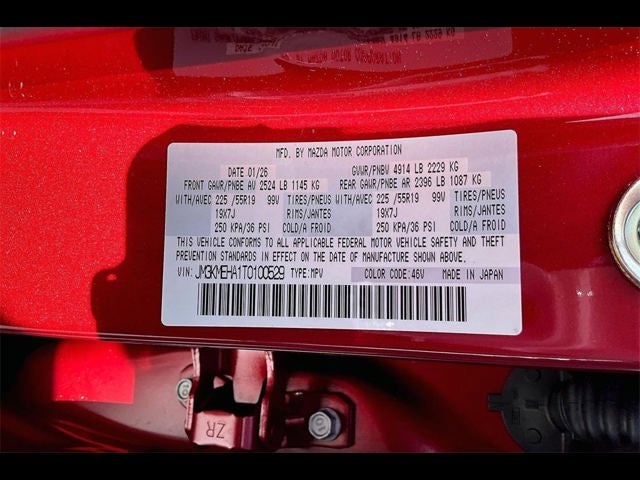 MFD. BY MAZDA MOTOR CORPORATION
DATE 01/26 GVWR/PNBV 4914 LB 2229 KG
FRONT GAWR/PNBE AV 2524 LB 1145 KG REAR GAWR/PNBE AR 2396 LB 1087 KG
WITH/AVEC 225 /55R19 99V TIRES/PNEUS WITH/AVEC 225 /55R19 99V TIRES/PNEUS
19X7J RIMS/JANTES 19X7J RIMS/JANTES
250 KPA/36 PSI COLD/A FROID 250 KPA/36 PSI COLD/A FROID
THIS VEHICLE CONFORMS TO ALL APPLICABLE FEDERAL MOTOR VEHICLE SAFETY AND THEFT
PREVENTION STANDARDS IN EFFECT ON THE DATE OF MANUFACTURE SHOWN ABOVE.
VIN: JM3KMEHA1T0100529 TYPE: MPV COLOR CODE: 46V MADE IN JAPAN
ZR